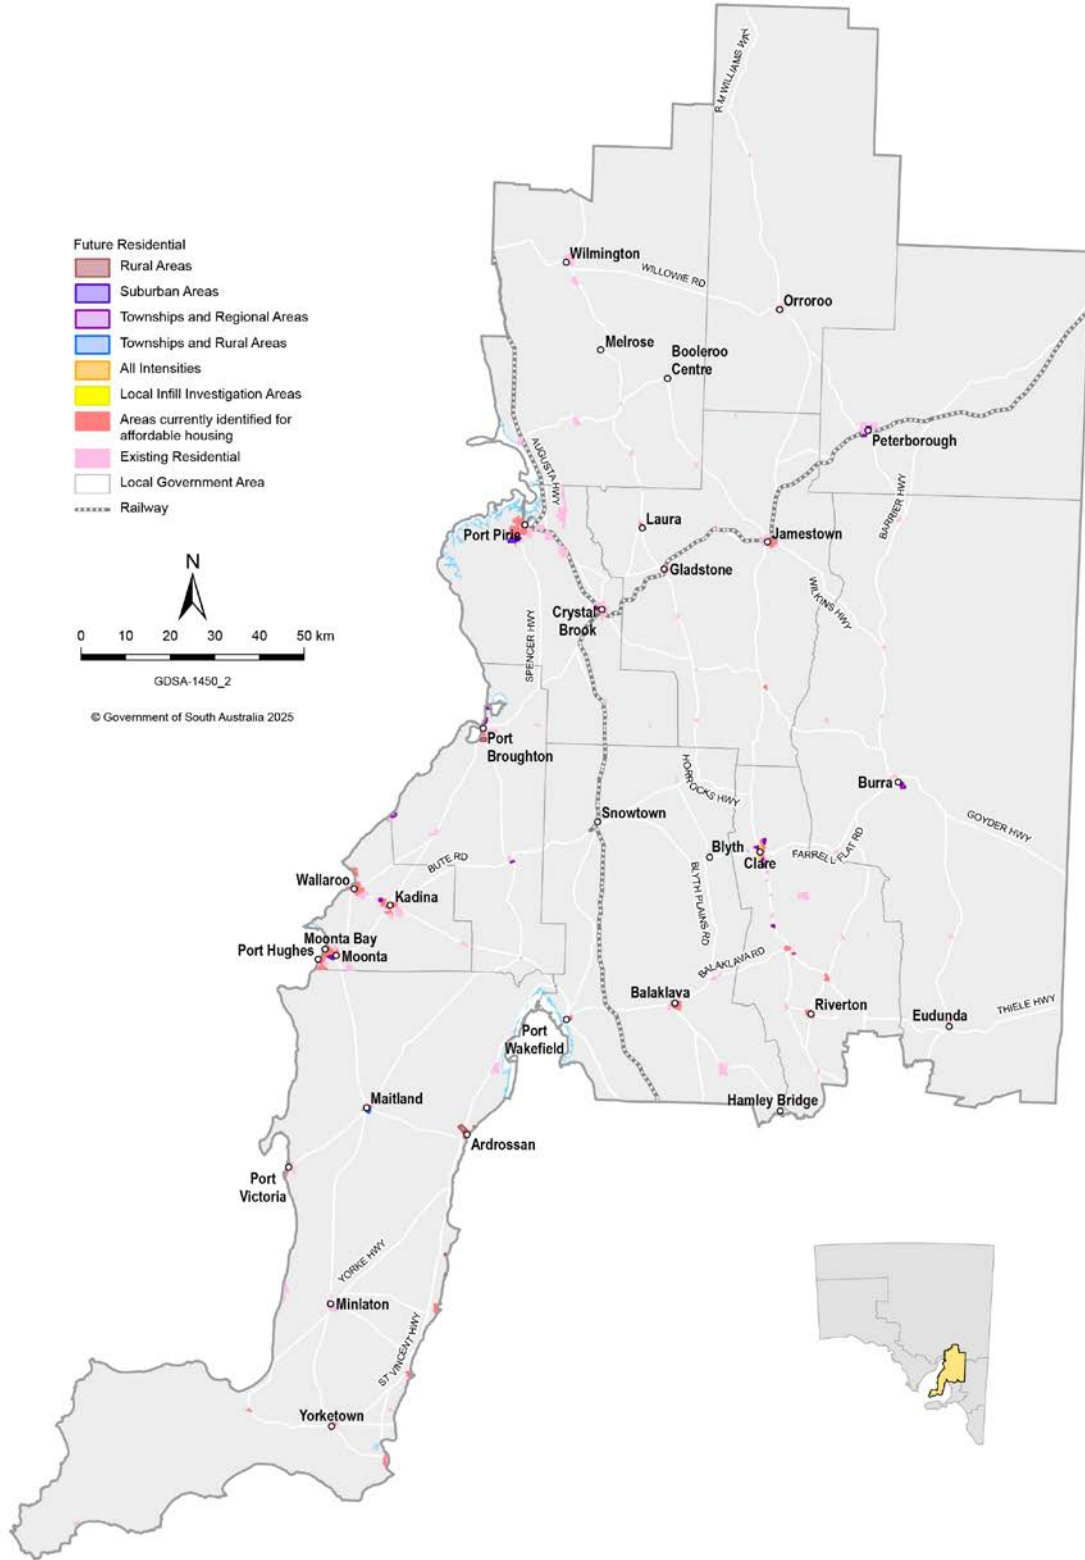 R M WILLIAMS WAY
Future Residential
Rural Areas
Suburban Areas
Townships and Regional Areas
Townships and Rural Areas
All Intensities
Local Infill Investigation Areas
Areas currently identified for
affordable housing
Existing Residential
Local Government Area
Railway
N
0 10 20 30 40 50 km
GDSA-1450_2
© Government of South Australia 2025
Wilmington
WILLOWIE RD
Orroroo
Melrose
Booleroo
Centre
Peterborough
AUGUSTA HWY
BARRIER HWY
Laura
Port Pirie
Jamestown
Gladstone
WILKINS HWY
Crystal
Brook
SPENCER HWY
Port
Broughton
HORROCKS HWY
Burra
Snowtown
GOYDER HWY
Blyth
Clare
FARRELL FLAT RD
BUTE RD
Wallaroo
Kadina
BLYTH PLAINS RD
Moonta Bay
Port Hughes
Moonta
BALAKLAVA RD
Balaklava
Riverton
Eudunda
THIELE HWY
Port
Wakefield
Maitland
Hamley Bridge
Ardrossan
Port
Victoria
YORKE HWY
Minlaton
ST VINCENT HWY
Yorketown